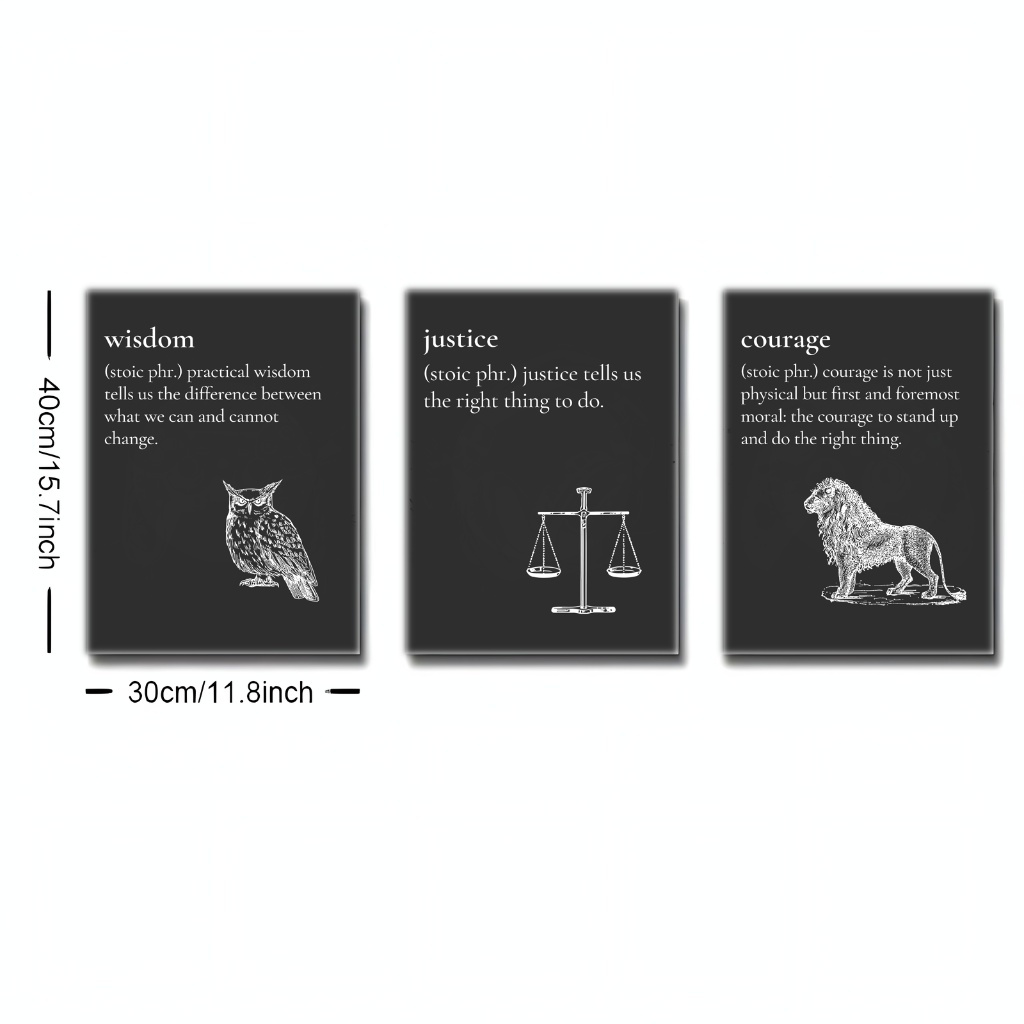 wisdom
(stoic phr.) practical wisdom
tells us the difference between
what we can and cannot
change.
justice
(stoic phr.) justice tells us
the right thing to do.
courage
(stoic phr.) courage is not just
physical but first and foremost
moral: the courage to stand up
and do the right thing.
40cm/15.7inch
30cm/11.8inch